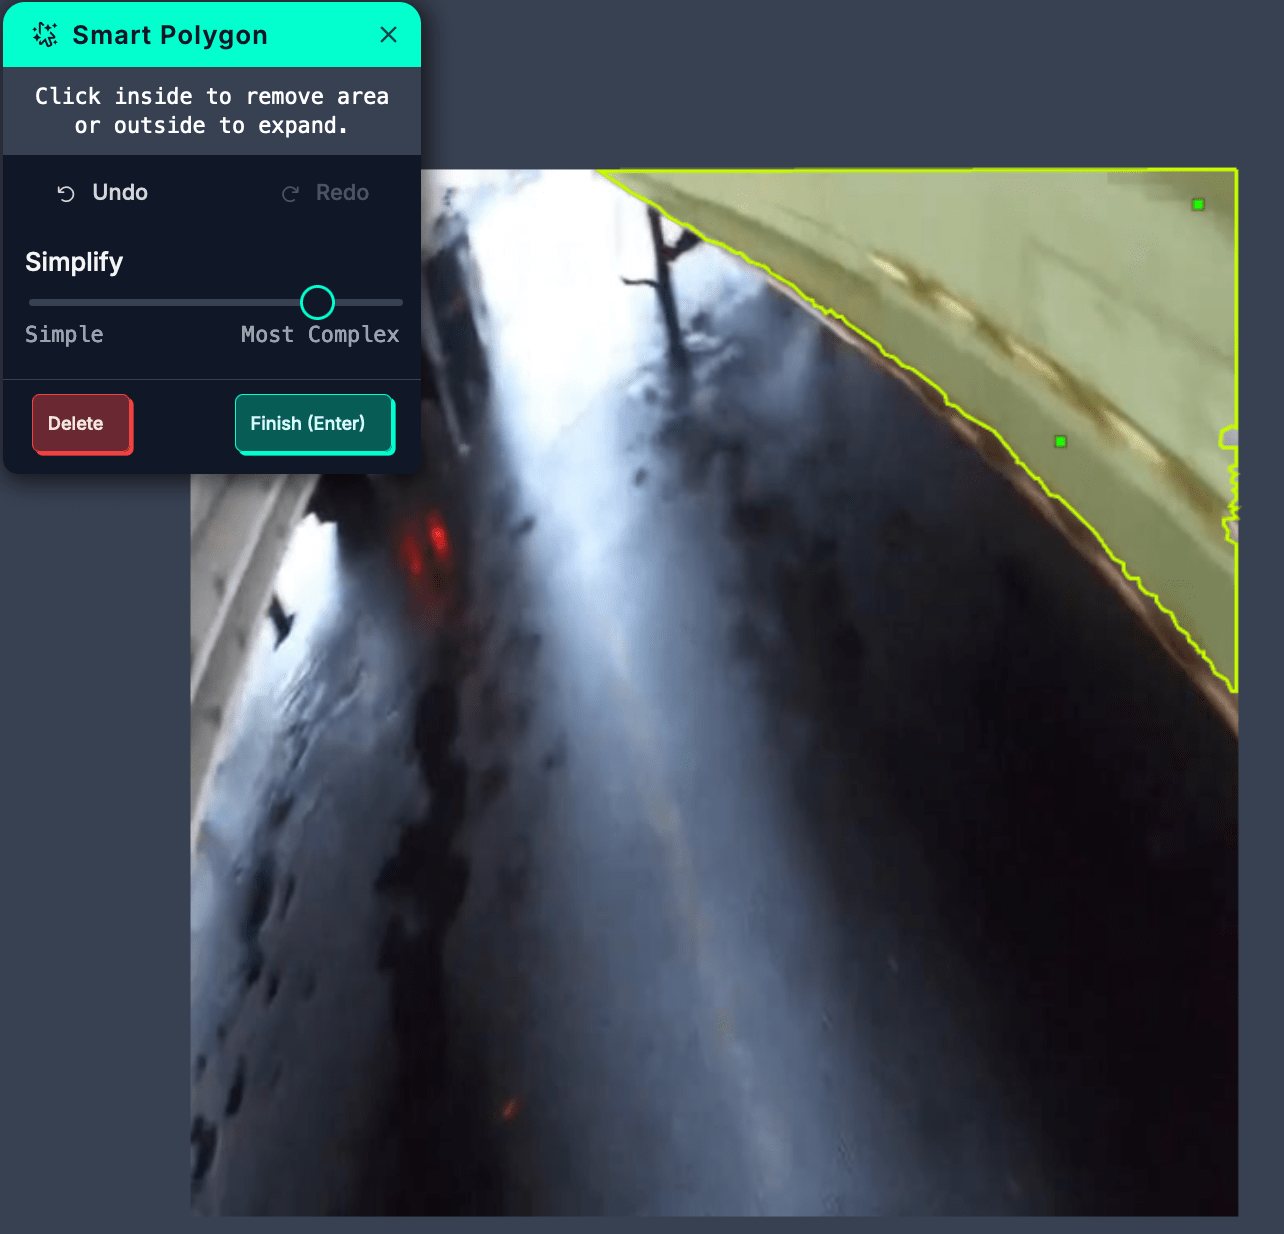 Smart Polygon
Click inside to remove area
or outside to expand.
Undo
Redo
Simplify
Simple
Most Complex
Delete
Finish (Enter)